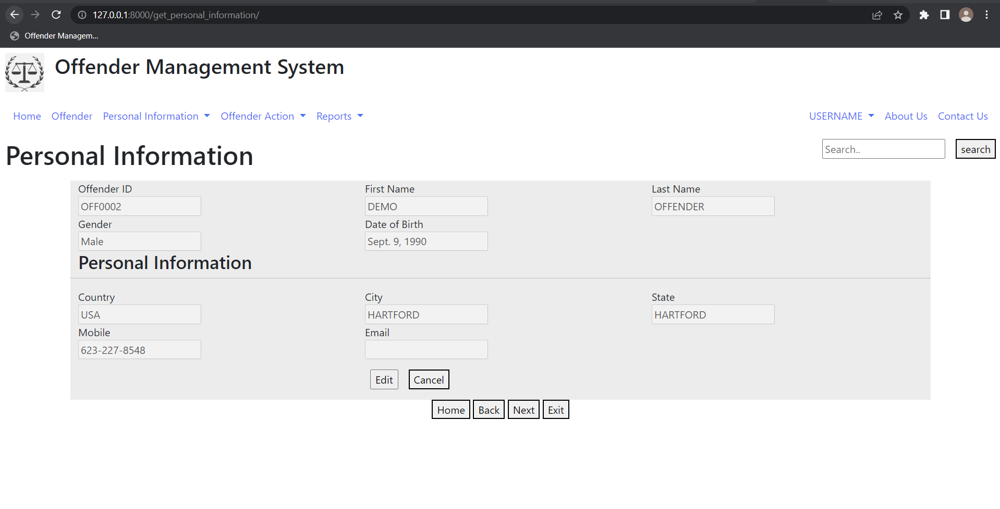 127.0.0.1:8000/get_personal_information/
Offender Managem...
Offender Management System
Home Offender Personal Information Offender Action Reports USERNAME About Us Contact Us
Personal Information
Search.. search
Offender ID First Name Last Name
OFF0002 DEMO OFFENDER
Gender Date of Birth
Male Sept. 9, 1990
Personal Information
Country City State
USA HARTFORD HARTFORD
Mobile Email
623-227-8548
Edit Cancel
Home Back Next Exit